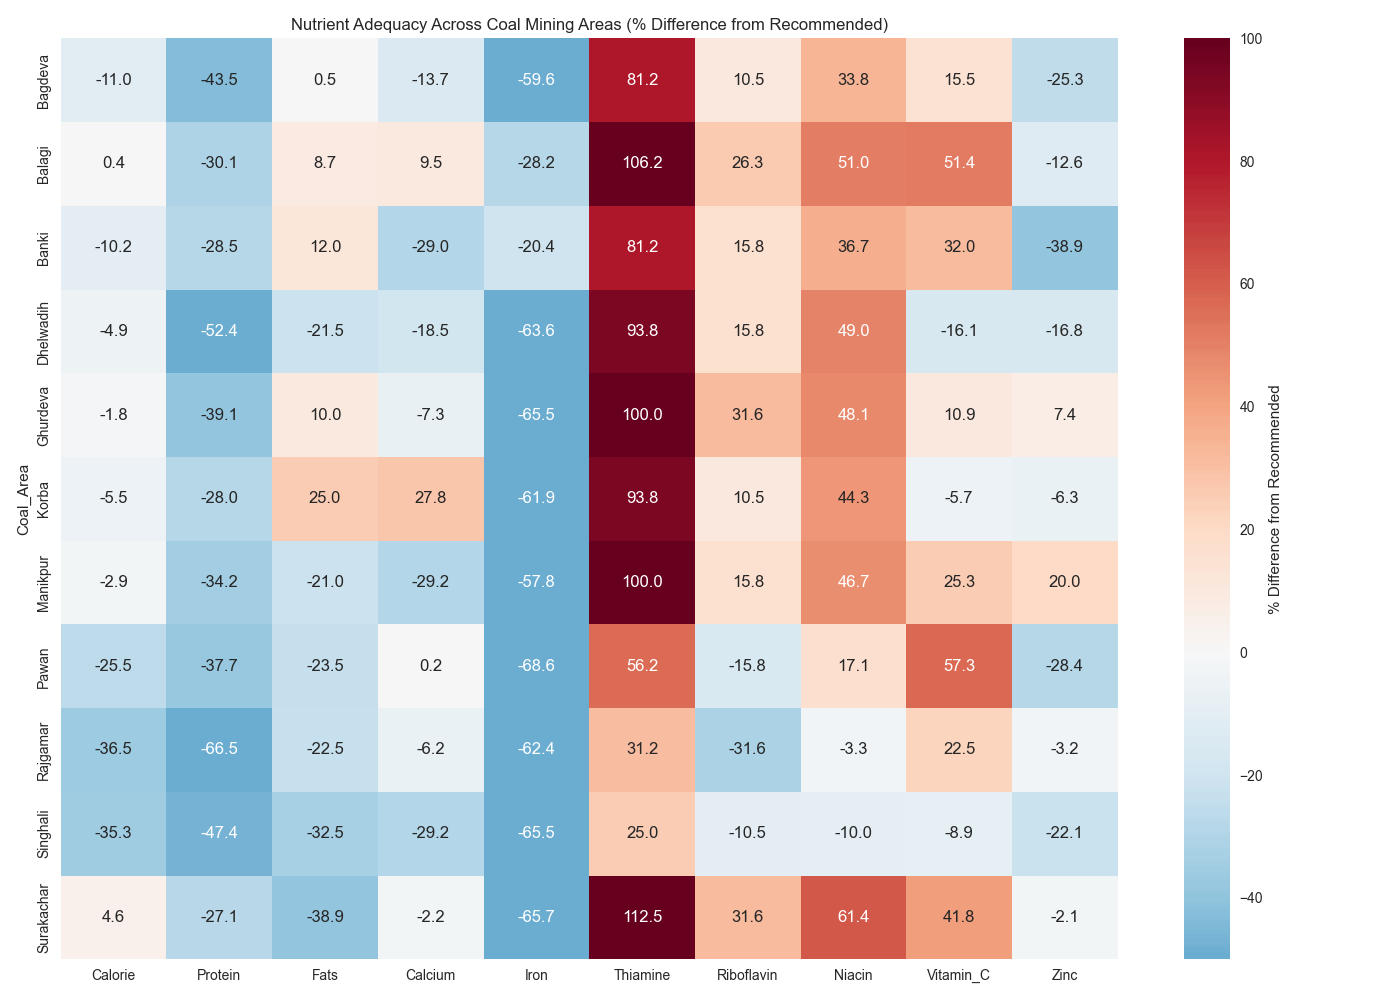 Nutrient Adequacy Across Coal Mining Areas (% Difference from Recommended)
Coal_Area
Bagdeva -11.0 -43.5 0.5 -13.7 -59.6 81.2 10.5 33.8 15.5 -25.3
Balagi 0.4 -30.1 8.7 9.5 -28.2 106.2 26.3 51.0 51.4 -12.6
Banki -10.2 -28.5 12.0 -29.0 -20.4 81.2 15.8 36.7 32.0 -38.9
Dhelwadih -4.9 -52.4 -21.5 -18.5 -63.6 93.8 15.8 49.0 -16.1 -16.8
Ghurdeva -1.8 -39.1 10.0 -7.3 -65.5 100.0 31.6 48.1 10.9 7.4
Korba -5.5 -28.0 25.0 27.8 -61.9 93.8 10.5 44.3 -5.7 -6.3
Manikpur -2.9 -34.2 -21.0 -29.2 -57.8 100.0 15.8 46.7 25.3 20.0
Pawan -25.5 -37.7 -23.5 0.2 -68.6 56.2 -15.8 17.1 57.3 -28.4
Rajgamar -36.5 -66.5 -22.5 -6.2 -62.4 31.2 -31.6 -3.3 22.5 -3.2
Singhali -35.3 -47.4 -32.5 -29.2 -65.5 25.0 -10.5 -10.0 -8.9 -22.1
Surakachar 4.6 -27.1 -38.9 -2.2 -65.7 112.5 31.6 61.4 41.8 -2.1
Calorie Protein Fats Calcium Iron Thiamine Riboflavin Niacin Vitamin_C Zinc
100
80
60
40
20
0
−20
−40
% Difference from Recommended